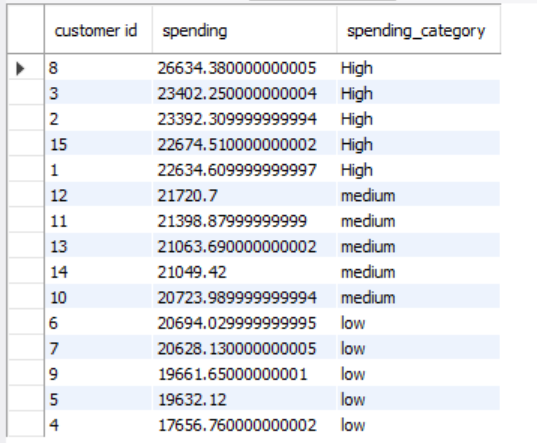 customer id spending spending_category
8 26634.380000000005 High
3 23402.250000000004 High
2 23392.309999999994 High
15 22674.510000000002 High
1 22634.609999999997 High
12 21720.7 medium
11 21398.87999999999 medium
13 21063.690000000002 medium
14 21049.42 medium
10 20723.989999999994 medium
6 20694.029999999995 low
7 20628.130000000005 low
9 19661.65000000001 low
5 19632.12 low
4 17656.760000000002 low